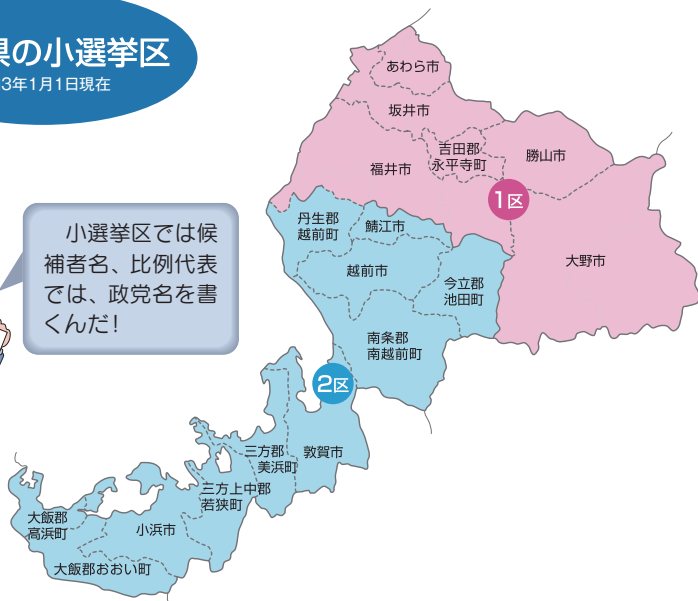 県の小選挙区
3年1月1日現在
小選挙区では候
補者名、比例代表
では、政党名を書
くんだ！
あわら市
坂井市
吉田郡
永平寺町
勝山市
福井市
1区
大野市
丹生郡
越前町
鯖江市
越前市
今立郡
池田町
南条郡
南越前町
2区
三方郡
美浜町
敦賀市
三方上中郡
若狭町
大飯郡
高浜町
小浜市
大飯郡おおい町